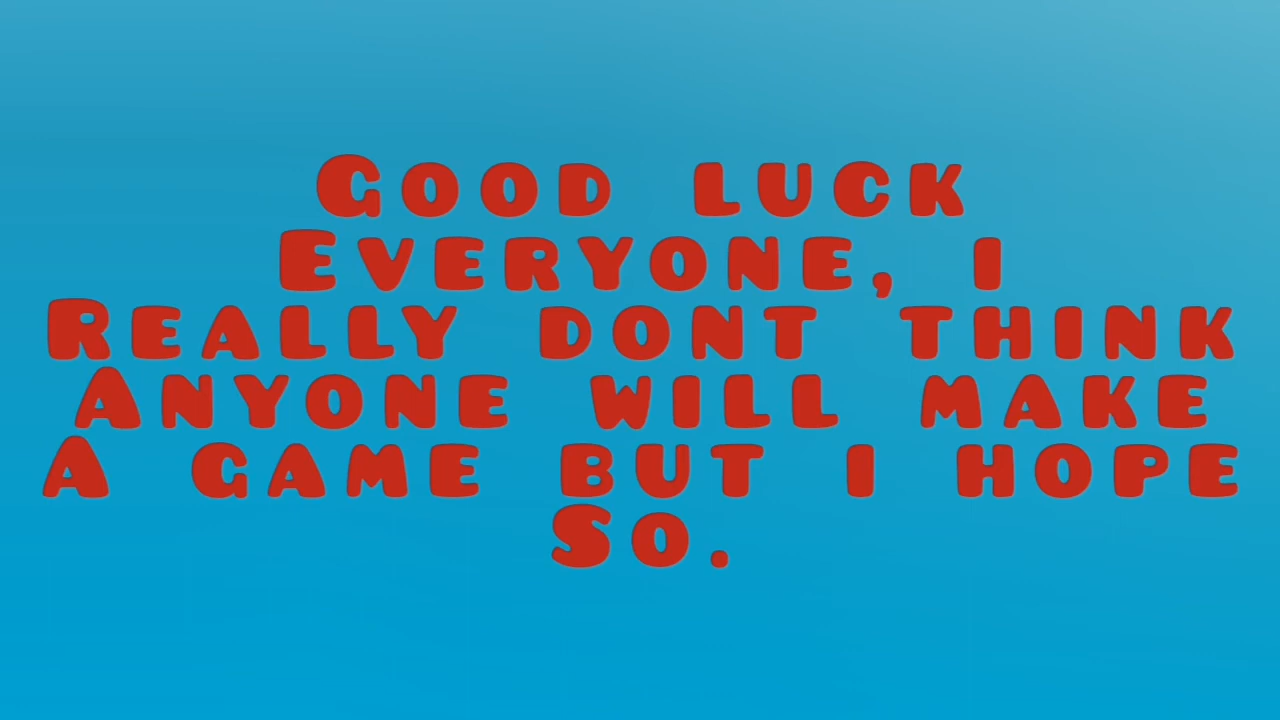 Good luck
Everyone, i
Really dont think
Anyone will make
A game but i hope
So.